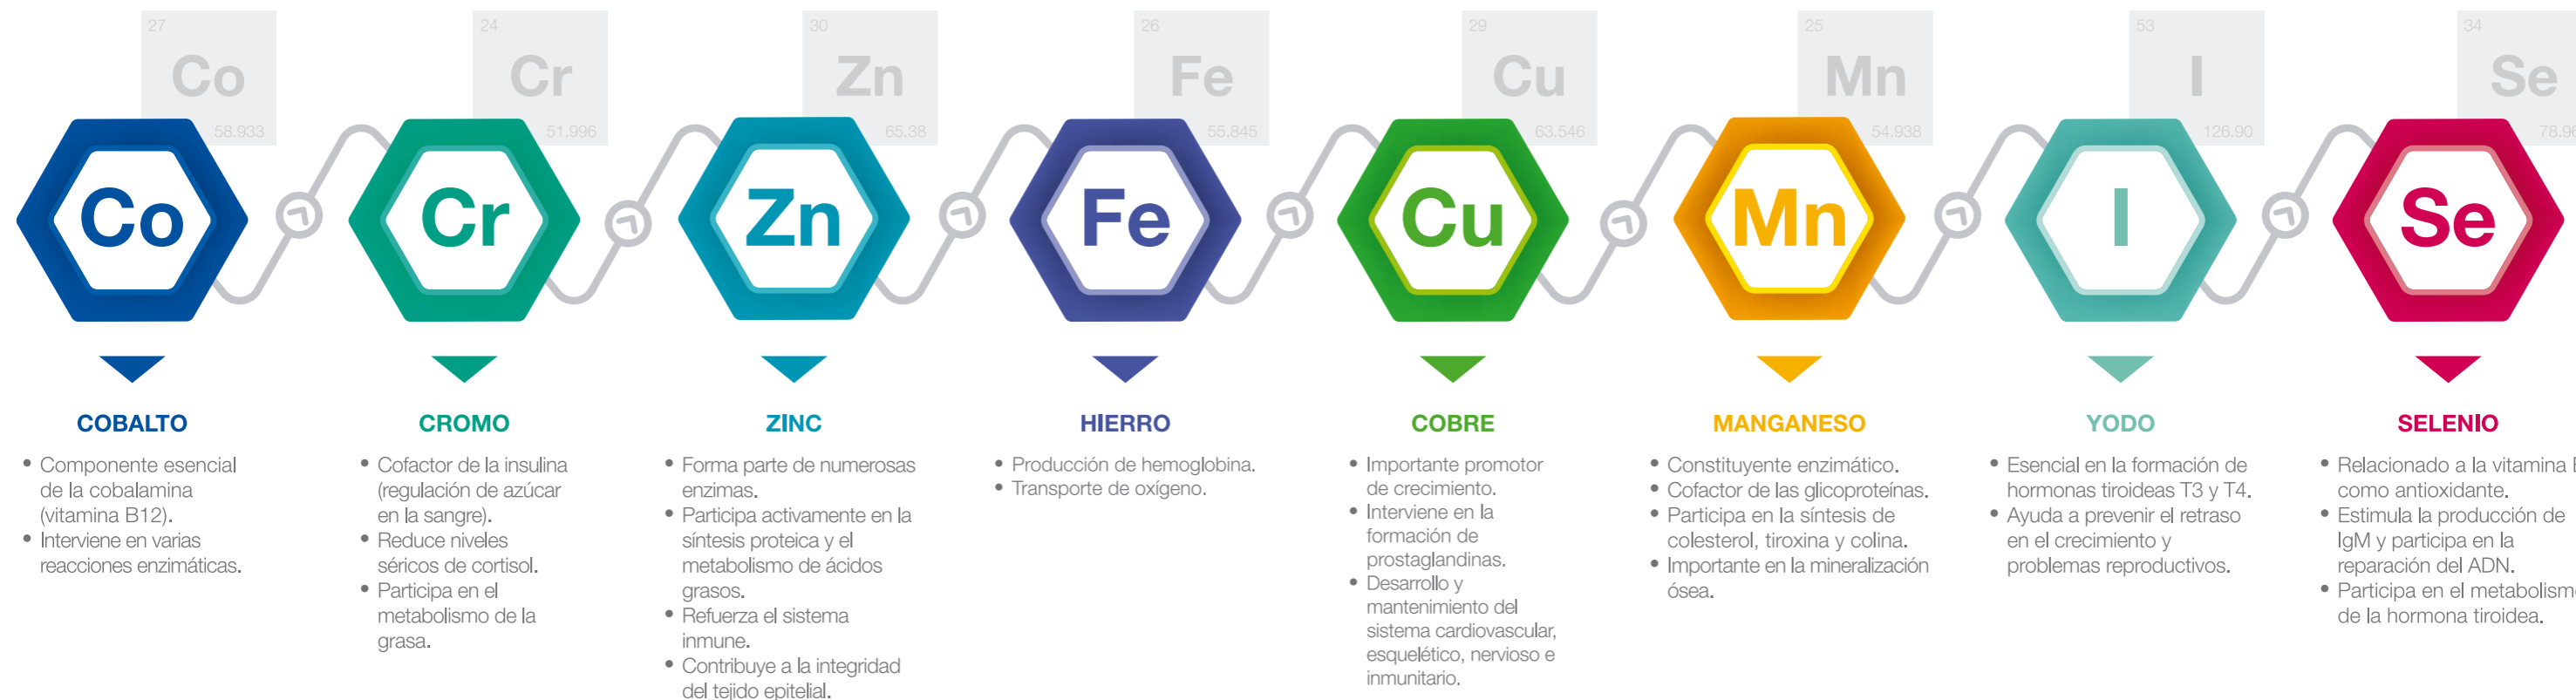 27
Co
58.933
24
Cr
51.996
30
Zn
65.38
26
Fe
55.845
29
Cu
63.546
25
Mn
54.938
53
I
126.90
34
Se
78.96
Co
Cr
Zn
Fe
Cu
Mn
I
Se
COBALTO
• Componente esencial
de la cobalamina
(vitamina B12).
• Interviene en varias
reacciones enzimáticas.
CROMO
• Cofactor de la insulina
(regulación de azúcar
en la sangre).
• Reduce niveles
séricos de cortisol.
• Participa en el
metabolismo de la
grasa.
ZINC
• Forma parte de numerosas
enzimas.
• Participa activamente en la
síntesis proteica y el
metabolismo de ácidos
grasos.
• Refuerza el sistema
inmune.
• Contribuye a la integridad
del tejido epitelial.
HIERRO
• Producción de hemoglobina.
• Transporte de oxígeno.
COBRE
• Importante promotor
de crecimiento.
• Interviene en la
formación de
prostaglandinas.
• Desarrollo y
mantenimiento del
sistema cardiovascular,
esquelético, nervioso e
inmunitario.
MANGANESO
• Constituyente enzimático.
• Cofactor de las glicoproteínas.
• Participa en la síntesis de
colesterol, tiroxina y colina.
• Importante en la mineralización
ósea.
YODO
• Esencial en la formación de
hormonas tiroideas T3 y T4.
• Ayuda a prevenir el retraso
en el crecimiento y
problemas reproductivos.
SELENIO
• Relacionado a la vitamina
como antioxidante.
• Estimula la producción de
IgM y participa en la
reparación del ADN.
• Participa en el metabolismo
de la hormona tiroidea.